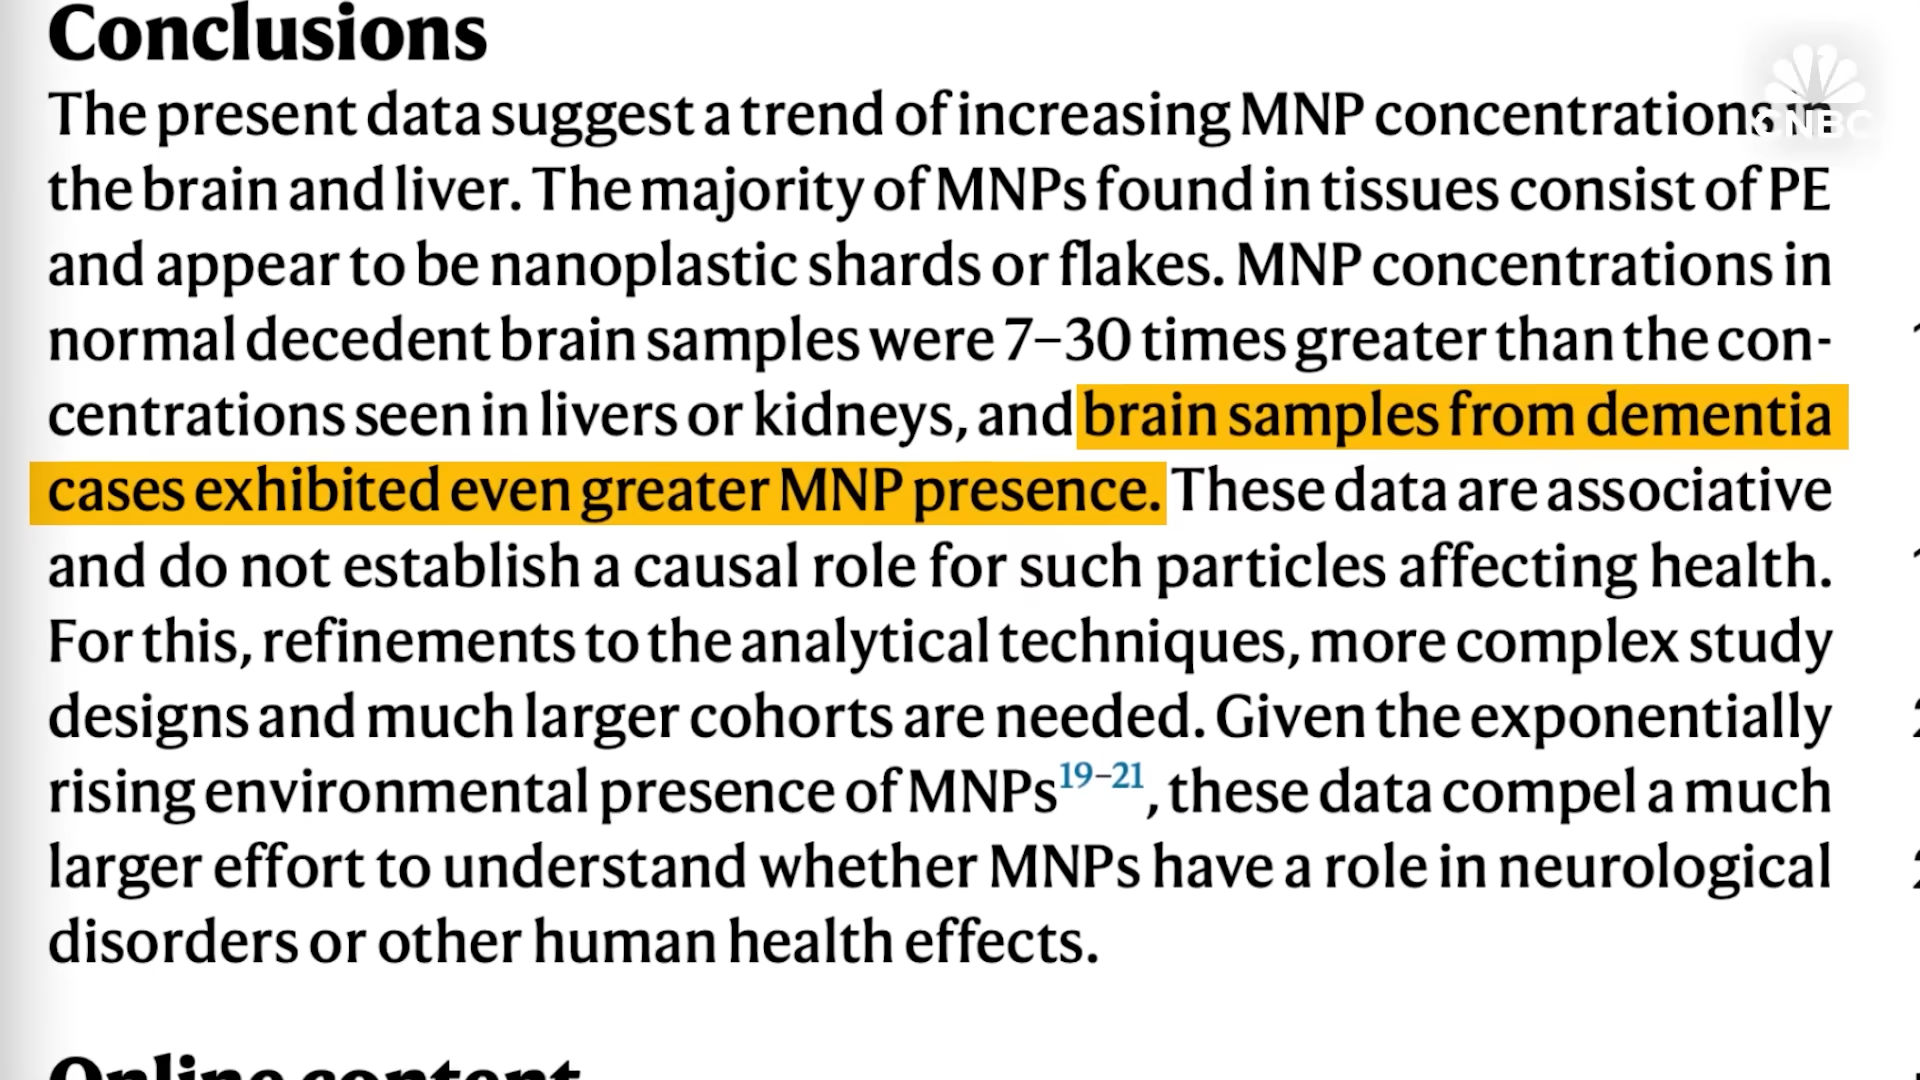 Conclusions
The present data suggest a trend of increasing MNP concentrations in
CNBC
the brain and liver. The majority of MNPs found in tissues consist of PE
and appear to be nanoplastic shards or flakes. MNP concentrations in
normal decedent brain samples were 7–30 times greater than the con-
centrations seen in livers or kidneys, and brain samples from dementia
cases exhibited even greater MNP presence. These data are associative
and do not establish a causal role for such particles affecting health.
For this, refinements to the analytical techniques, more complex study
designs and much larger cohorts are needed. Given the exponentially
rising environmental presence of MNPs19–21, these data compel a much
larger effort to understand whether MNPs have a role in neurological
disorders or other human health effects.
Online content